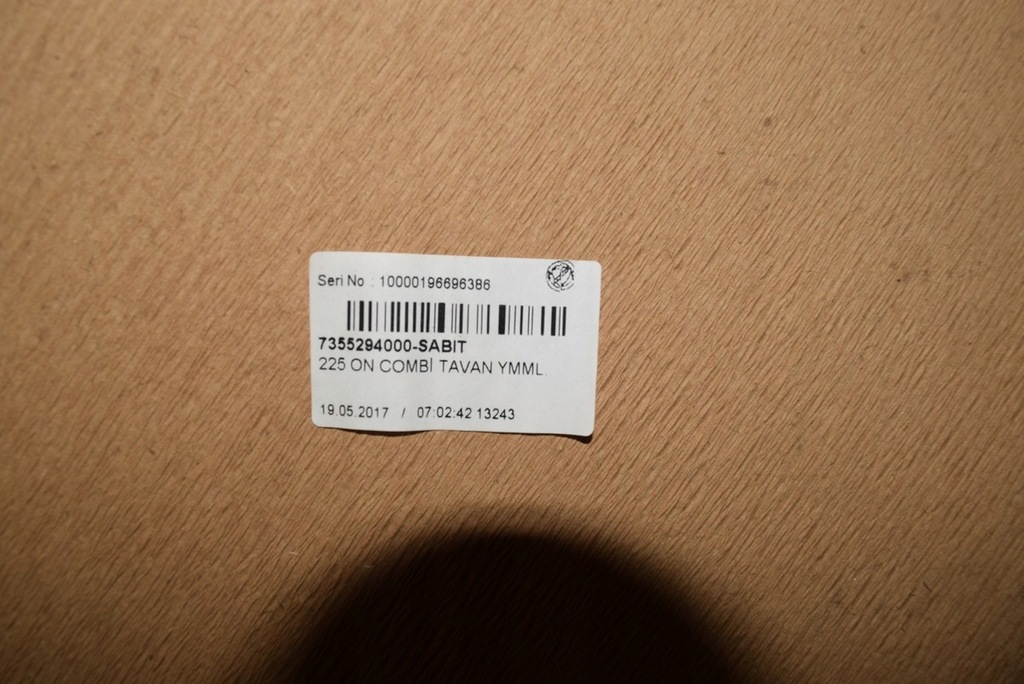 Seri No : 10000196696386
7355294000-SABIT
225 ON COMBİ TAVAN YMML.
19.05.2017 / 07:02:42 13243